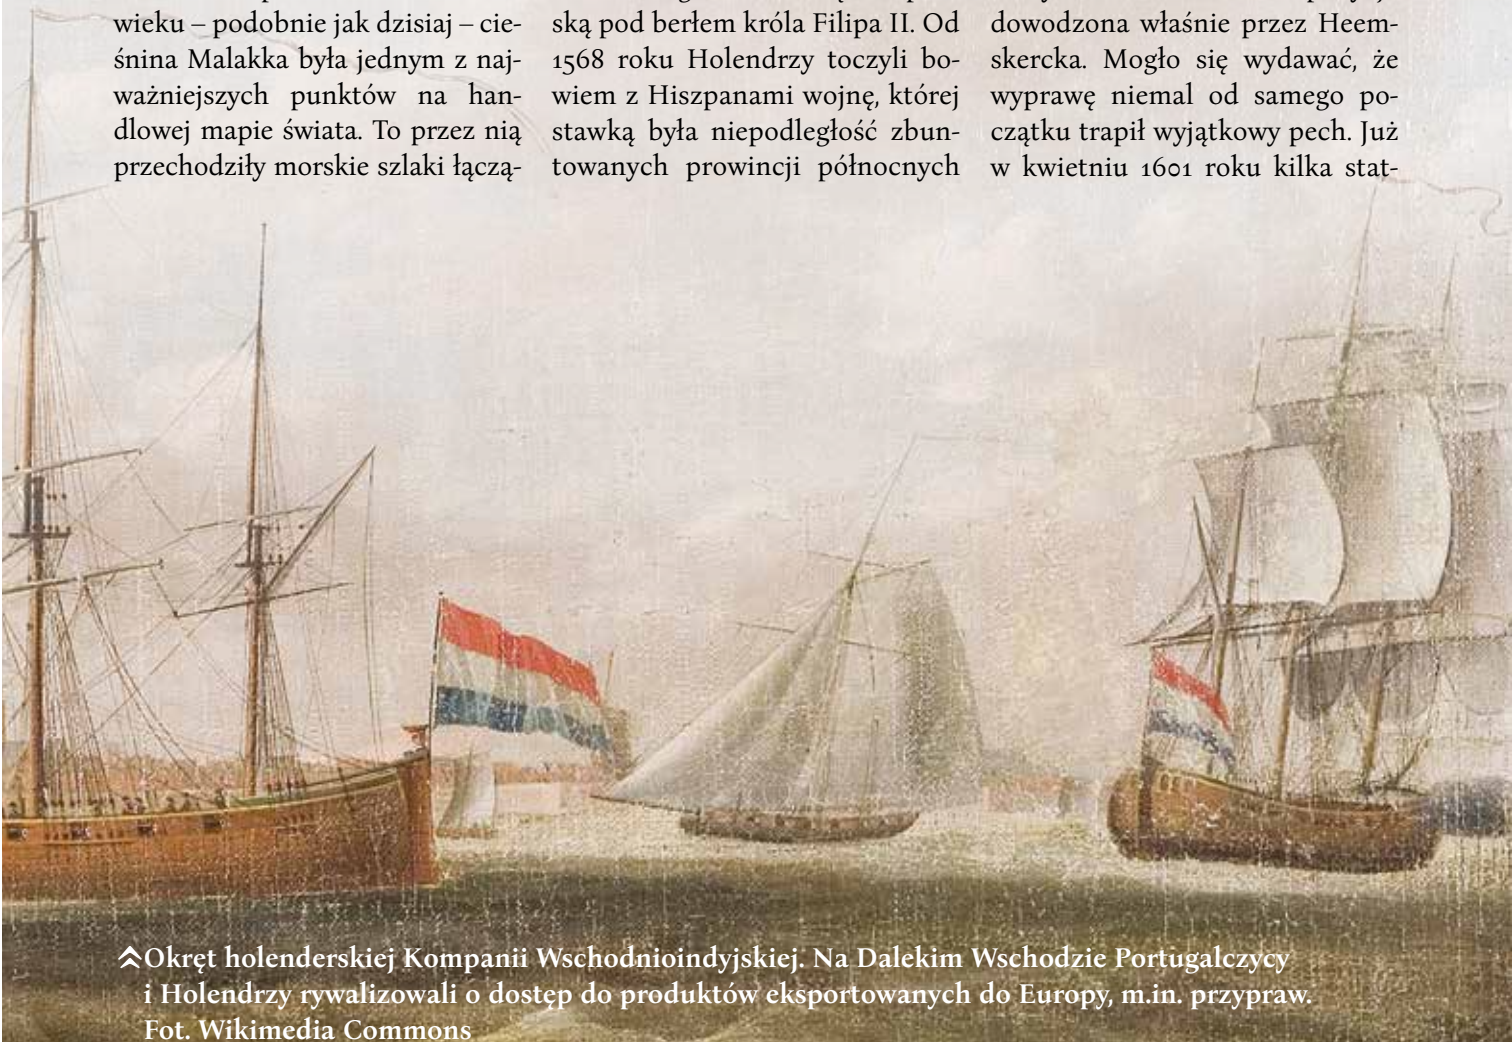 wieku – podobnie jak dzisiaj – cie-
śnina Malakka była jednym z naj-
ważniejszych punktów na han-
dlowej mapie świata. To przez nią
przechodziły morskie szlaki łączą-
ską pod berłem króla Filipa II. Od
1568 roku Holendrzy toczyli bo-
wiem z Hiszpanami wojnę, której
stawką była niepodległość zbun-
towanych prowincji północnych
dowodzona właśnie przez Heem-
skercka. Mogło się wydawać, że
wyprawę niemal od samego po-
czątku trapił wyjątkowy pech. Już
w kwietniu 1601 roku kilka stat-
Okręt holenderskiej Kompanii Wschodnioindyjskiej. Na Dalekim Wschodzie Portugalczycy
i Holendrzy rywalizowali o dostęp do produktów eksportowanych do Europy, m.in. przypraw.
Fot. Wikimedia Commons